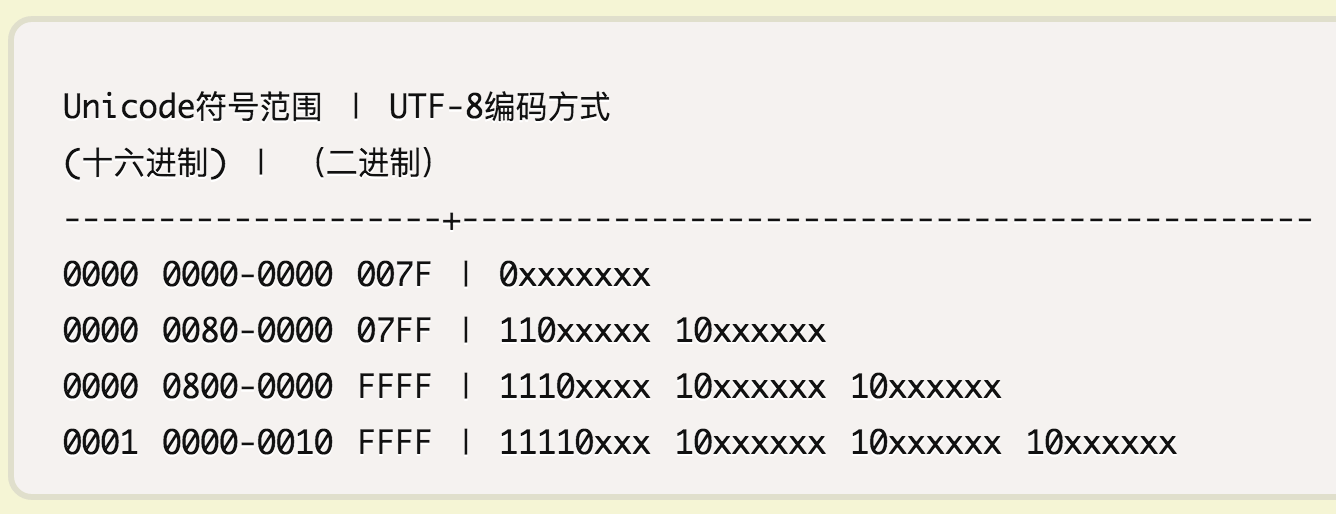 Unicode符号范围 | UTF-8编码方式
(十六进制) | （二进制）
--------------------+---------------------------------------------
0000 0000-0000 007F | 0xxxxxxx
0000 0080-0000 07FF | 110xxxxx 10xxxxxx
0000 0800-0000 FFFF | 1110xxxx 10xxxxxx 10xxxxxx
0001 0000-0010 FFFF | 11110xxx 10xxxxxx 10xxxxxx 10xxxxxx